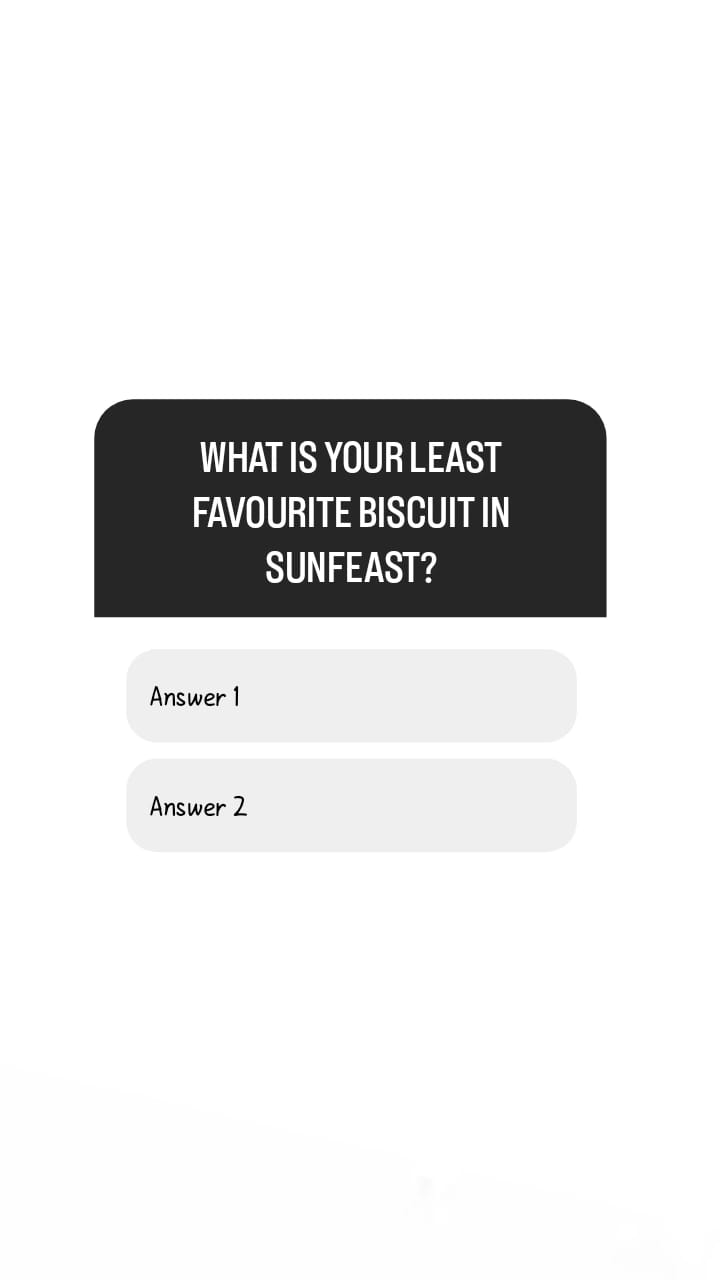 WHAT IS YOUR LEAST
FAVOURITE BISCUIT IN
SUNFEAST?
Answer 1
Answer 2